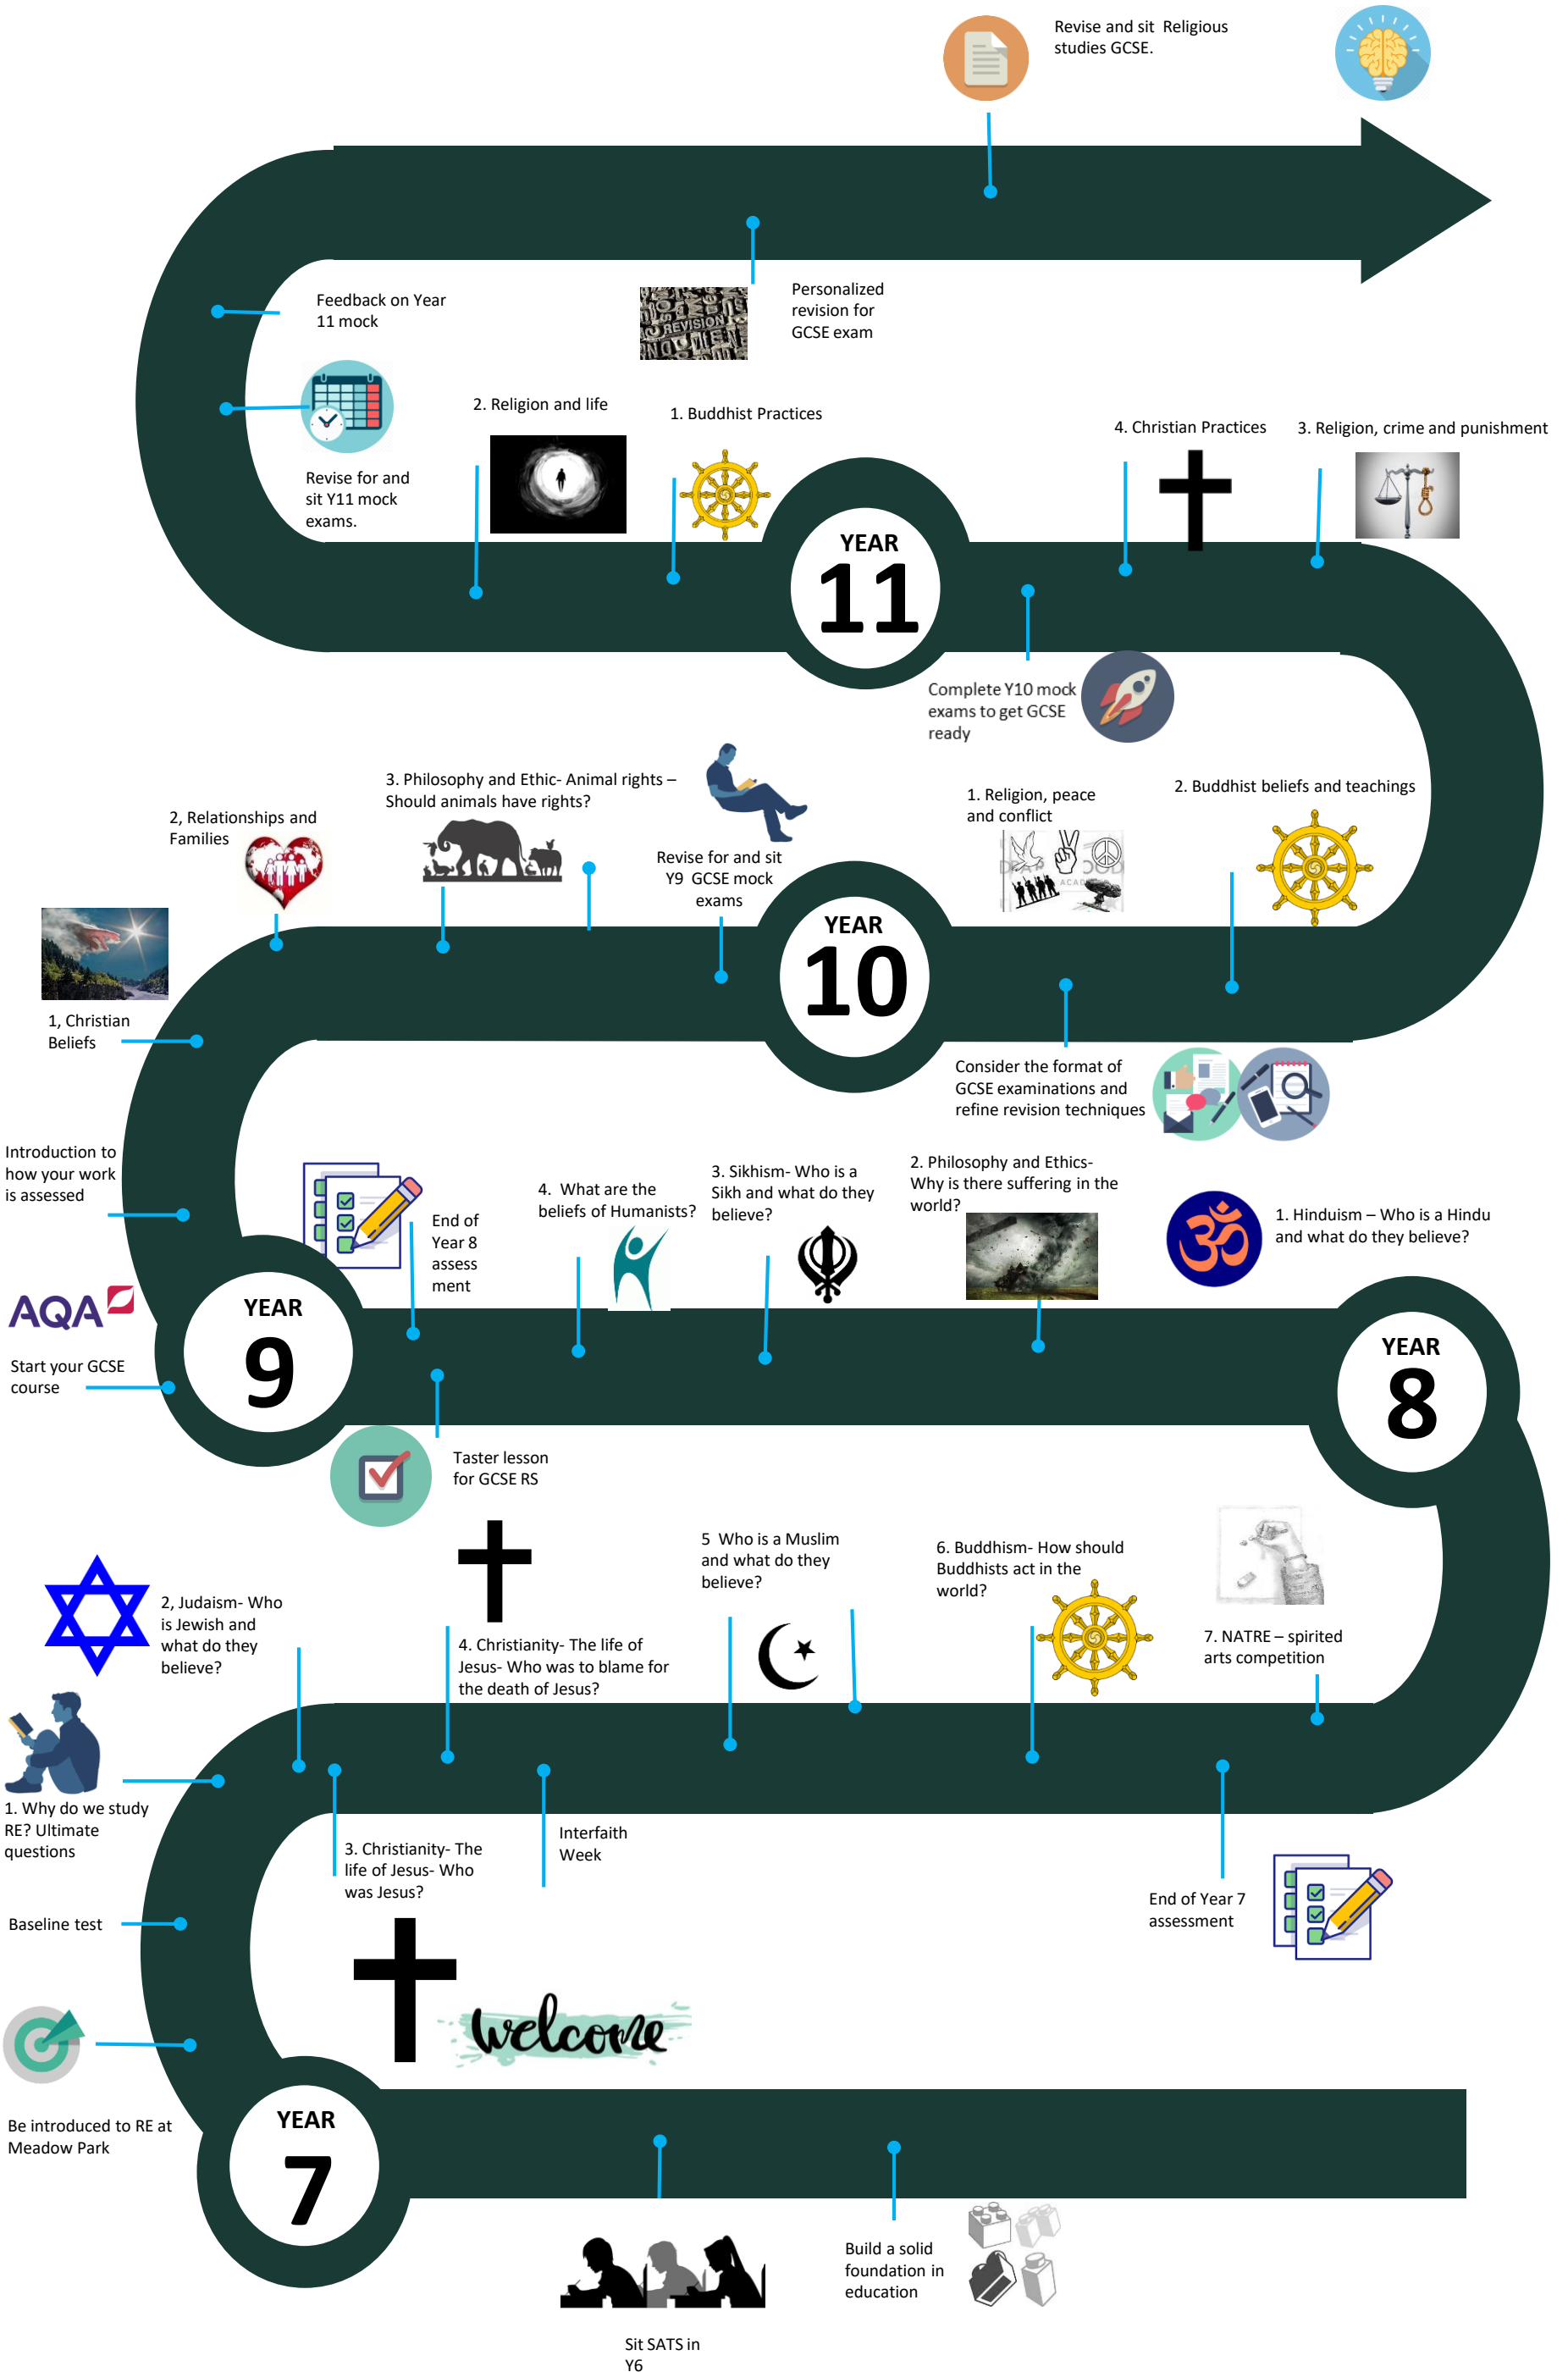 Revise and sit  Religious
studies GCSE.
Feedback on Year
11 mock
REVISION
Personalized
revision for
GCSE exam
Revise for and
sit Y11 mock
exams.
2. Religion and life
1. Buddhist Practices
4. Christian Practices
3. Religion, crime and punishment
YEAR
11
Complete Y10 mock
exams to get GCSE
ready
2, Relationships and
Families
3. Philosophy and Ethic- Animal rights –
Should animals have rights?
Revise for and sit
Y9  GCSE mock
exams
1. Religion, peace
and conflict
2. Buddhist beliefs and teachings
YEAR
10
1, Christian
Beliefs
Consider the format of
GCSE examinations and
refine revision techniques
Introduction to
how your work
is assessed
End of
Year 8
assess
ment
4.  What are the
beliefs of Humanists?
3. Sikhism- Who is a
Sikh and what do they
believe?
2. Philosophy and Ethics-
Why is there suffering in the
world?
ॐ
1. Hinduism – Who is a Hindu
and what do they believe?
AQA
Start your GCSE
course
YEAR
9
YEAR
8
Taster lesson
for GCSE RS
2, Judaism- Who
is Jewish and
what do they
believe?
4. Christianity- The life of
Jesus- Who was to blame for
the death of Jesus?
5  Who is a Muslim
and what do they
believe?
6. Buddhism- How should
Buddhists act in the
world?
7. NATRE – spirited
arts competition
1. Why do we study
RE? Ultimate
questions
3. Christianity- The
life of Jesus- Who
was Jesus?
Interfaith
Week
End of Year 7
assessment
Baseline test
welcome
Be introduced to RE at
Meadow Park
YEAR
7
Build a solid
foundation in
education
Sit SATS in
Y6